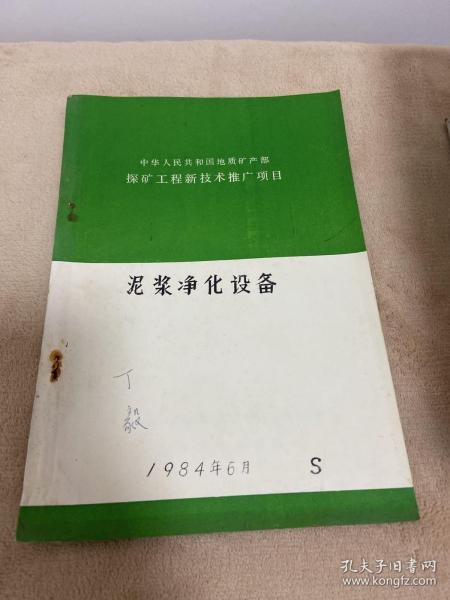 中华人民共和国地质矿产部
探矿工程新技术推广项目
泥浆净化设备
丁
毅
1984年6月
S
孔夫子旧书网
www.kongfz.com